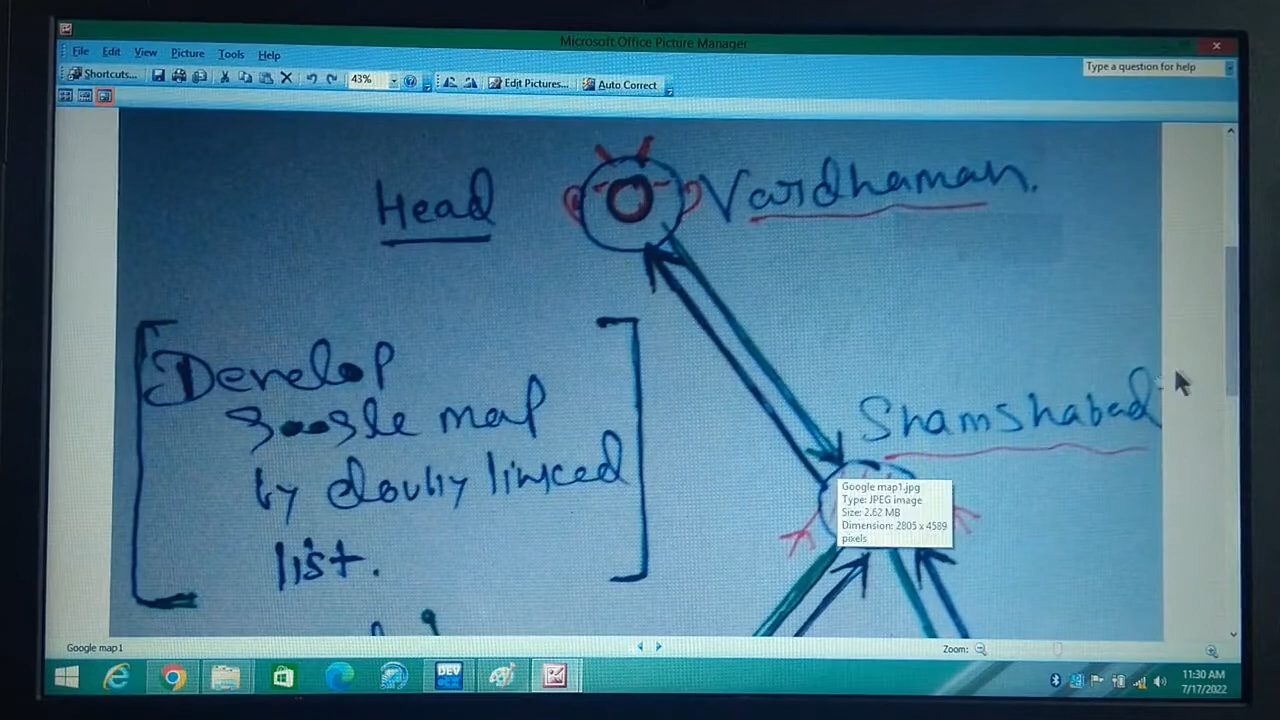 Microsoft Office Picture Manager
File Edit View Picture Tools Help
Type a question for help
Shortcuts... 43% Edit Pictures... Auto Correct
Head
Vardhaman.
Develop
google map
by doubly linked
list.
Shamshabad
Google map1.jpg
Type: JPEG image
Size: 2.62 MB
Dimension: 2805 x 4589
pixels
Google map1
Zoom:
DEV
C++
11:30 AM
7/17/2022